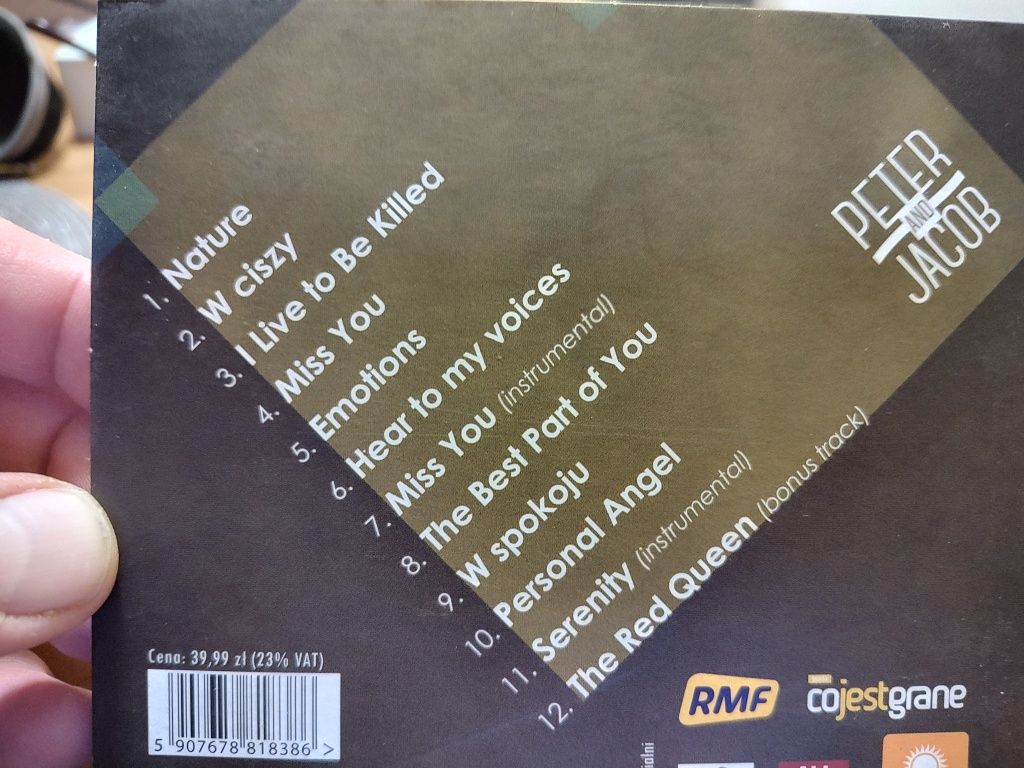 PETER
AND
JACOB
1. Nature
2. W ciszy
3. I Live to Be Killed
4. Miss You
5. Emotions
6. Hear to my voices
7. Miss You (instrumental)
8. The Best Part of You
9. W spokoju
10. Personal Angel
11. Serenity (instrumental)
12. The Red Queen (bonus track)
Cena: 39,99 zł (23% VAT)
5 907678 818386 >
RMF
cojestgrane